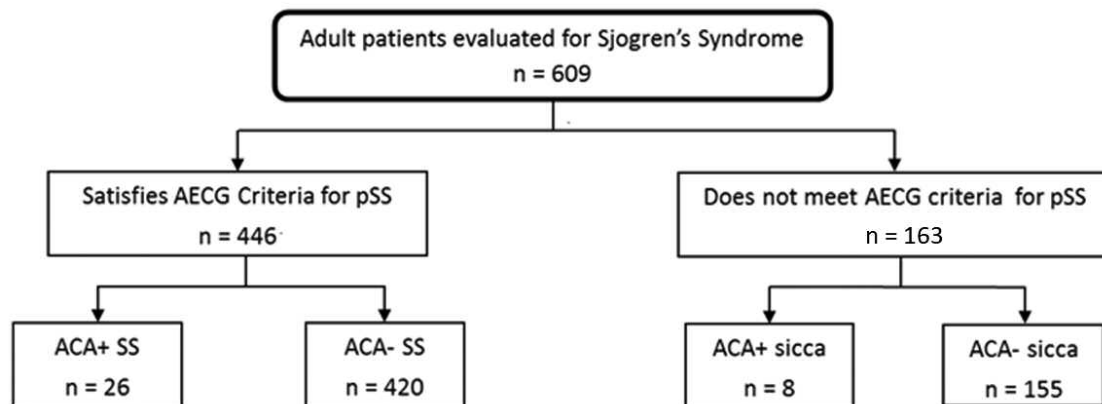 Adult patients evaluated for Sjogren's Syndrome
n = 609
Satisfies AECG Criteria for pSS
n = 446
Does not meet AECG criteria for pSS
n = 163
ACA+ SS
n = 26
ACA- SS
n = 420
ACA+ sicca
n = 8
ACA- sicca
n = 155